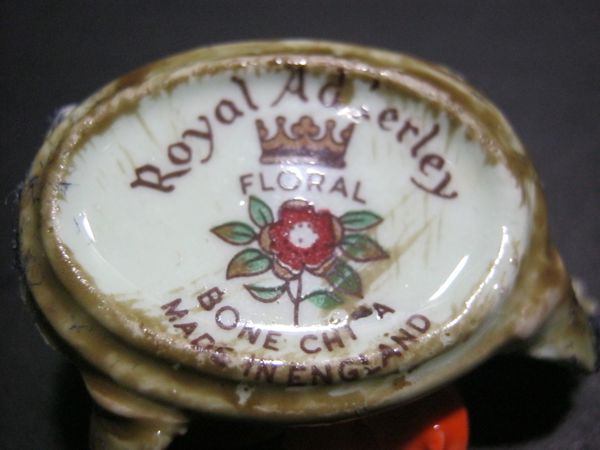 Royal Adderley
FLORAL
BONE CHINA
MADE IN ENGLAND